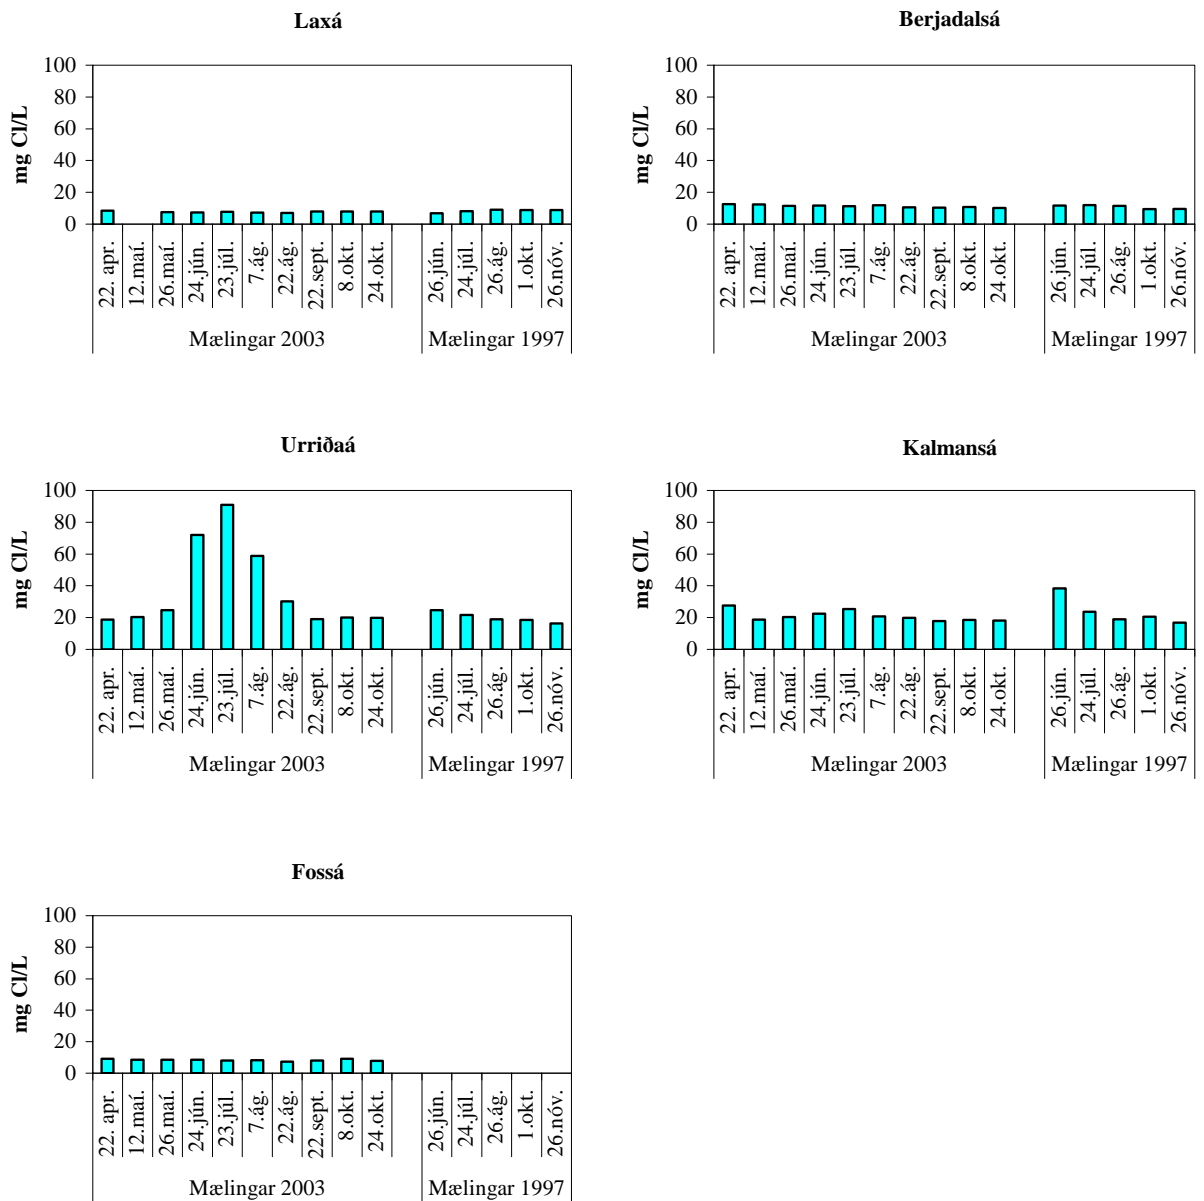 Laxá
mg Cl/L
100
80
60
40
20
0
22. apr.
12.maí.
26.maí.
24.jún.
23.júl.
7.ág.
22.ág.
22.sept.
8.okt.
24.okt.
26.jún.
24.júl.
26.ág.
1.okt.
26.nóv.
Mælingar 2003
Mælingar 1997
Berjadalsá
mg Cl/L
100
80
60
40
20
0
22. apr.
12.maí.
26.maí.
24.jún.
23.júl.
7.ág.
22.ág.
22.sept.
8.okt.
24.okt.
26.jún.
24.júl.
26.ág.
1.okt.
26.nóv.
Mælingar 2003
Mælingar 1997
Urriðaá
mg Cl/L
100
80
60
40
20
0
22. apr.
12.maí.
26.maí.
24.jún.
23.júl.
7.ág.
22.ág.
22.sept.
8.okt.
24.okt.
26.jún.
24.júl.
26.ág.
1.okt.
26.nóv.
Mælingar 2003
Mælingar 1997
Kalmansá
mg Cl/L
100
80
60
40
20
0
22. apr.
12.maí.
26.maí.
24.jún.
23.júl.
7.ág.
22.ág.
22.sept.
8.okt.
24.okt.
26.jún.
24.júl.
26.ág.
1.okt.
26.nóv.
Mælingar 2003
Mælingar 1997
Fossá
mg Cl/L
100
80
60
40
20
0
22. apr.
12.maí.
26.maí.
24.jún.
23.júl.
7.ág.
22.ág.
22.sept.
8.okt.
24.okt.
26.jún.
24.júl.
26.ág.
1.okt.
26.nóv.
Mælingar 2003
Mælingar 1997